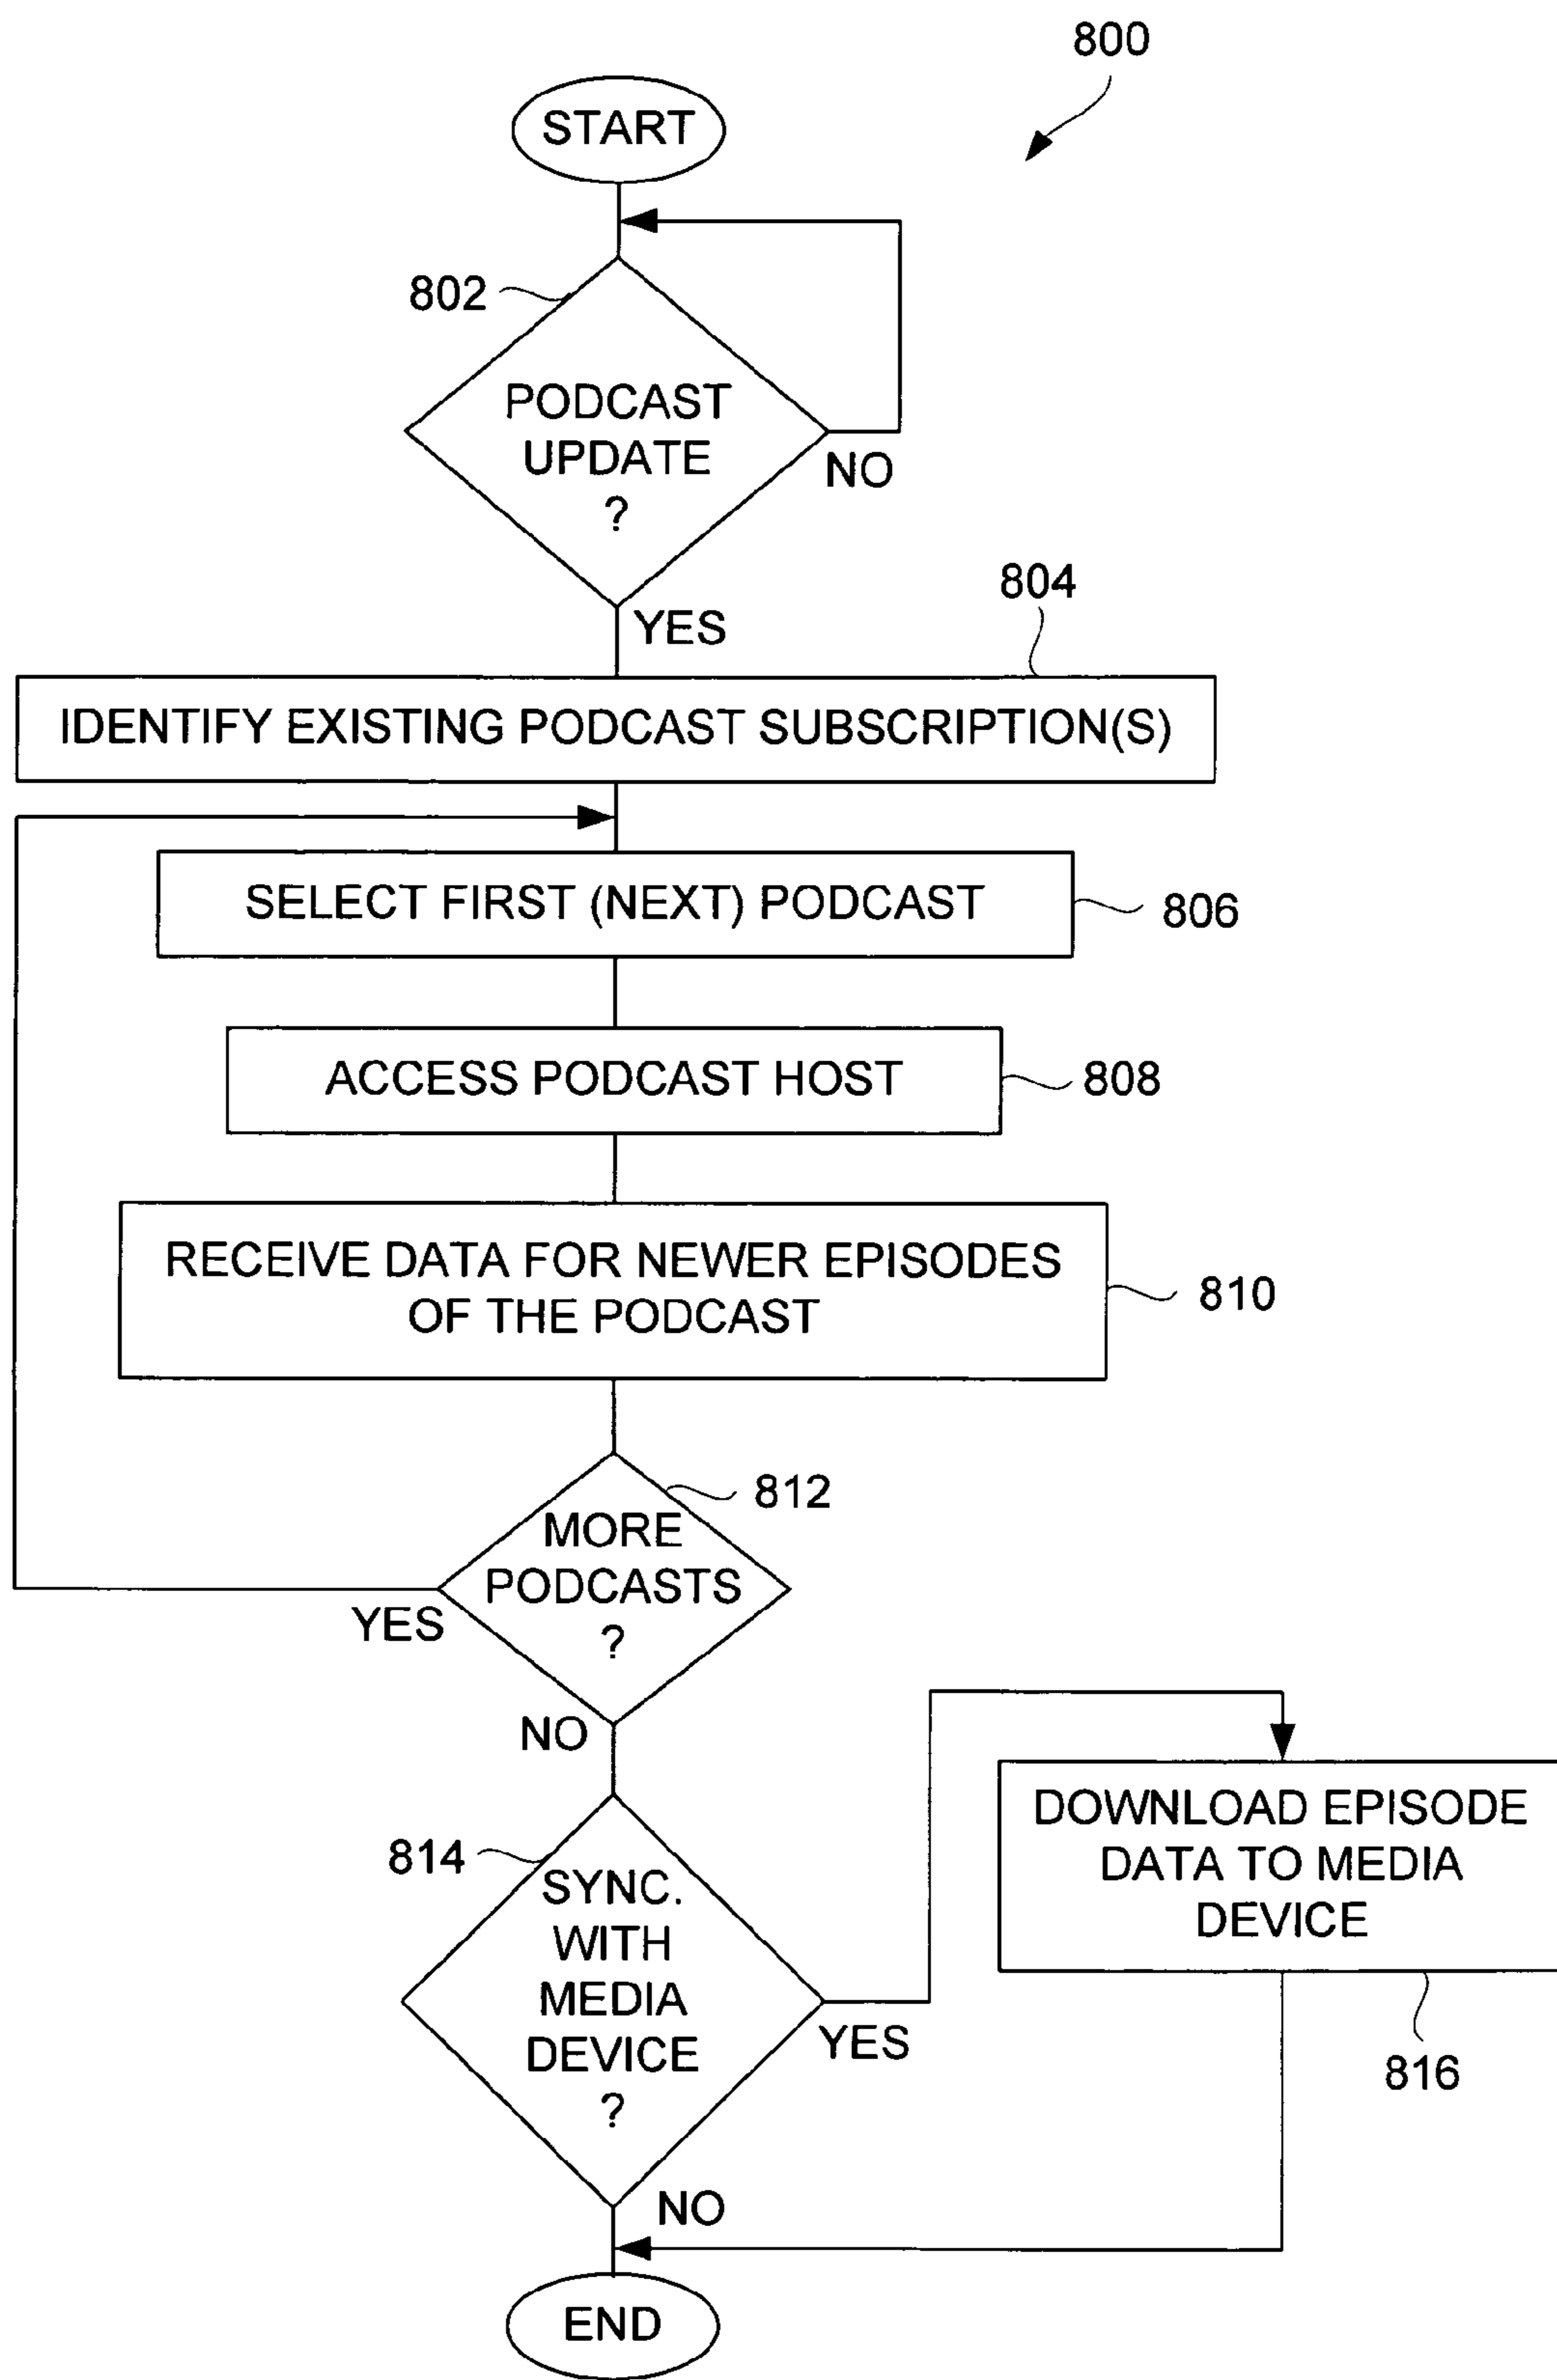 800
START
802
PODCAST
UPDATE
?
NO
YES
804
IDENTIFY EXISTING PODCAST SUBSCRIPTION(S)
SELECT FIRST (NEXT) PODCAST
806
ACCESS PODCAST HOST
808
RECEIVE DATA FOR NEWER EPISODES
OF THE PODCAST
810
812
MORE
PODCASTS
?
YES
NO
814
SYNC.
WITH
MEDIA
DEVICE
?
YES
NO
DOWNLOAD EPISODE
DATA TO MEDIA
DEVICE
816
END